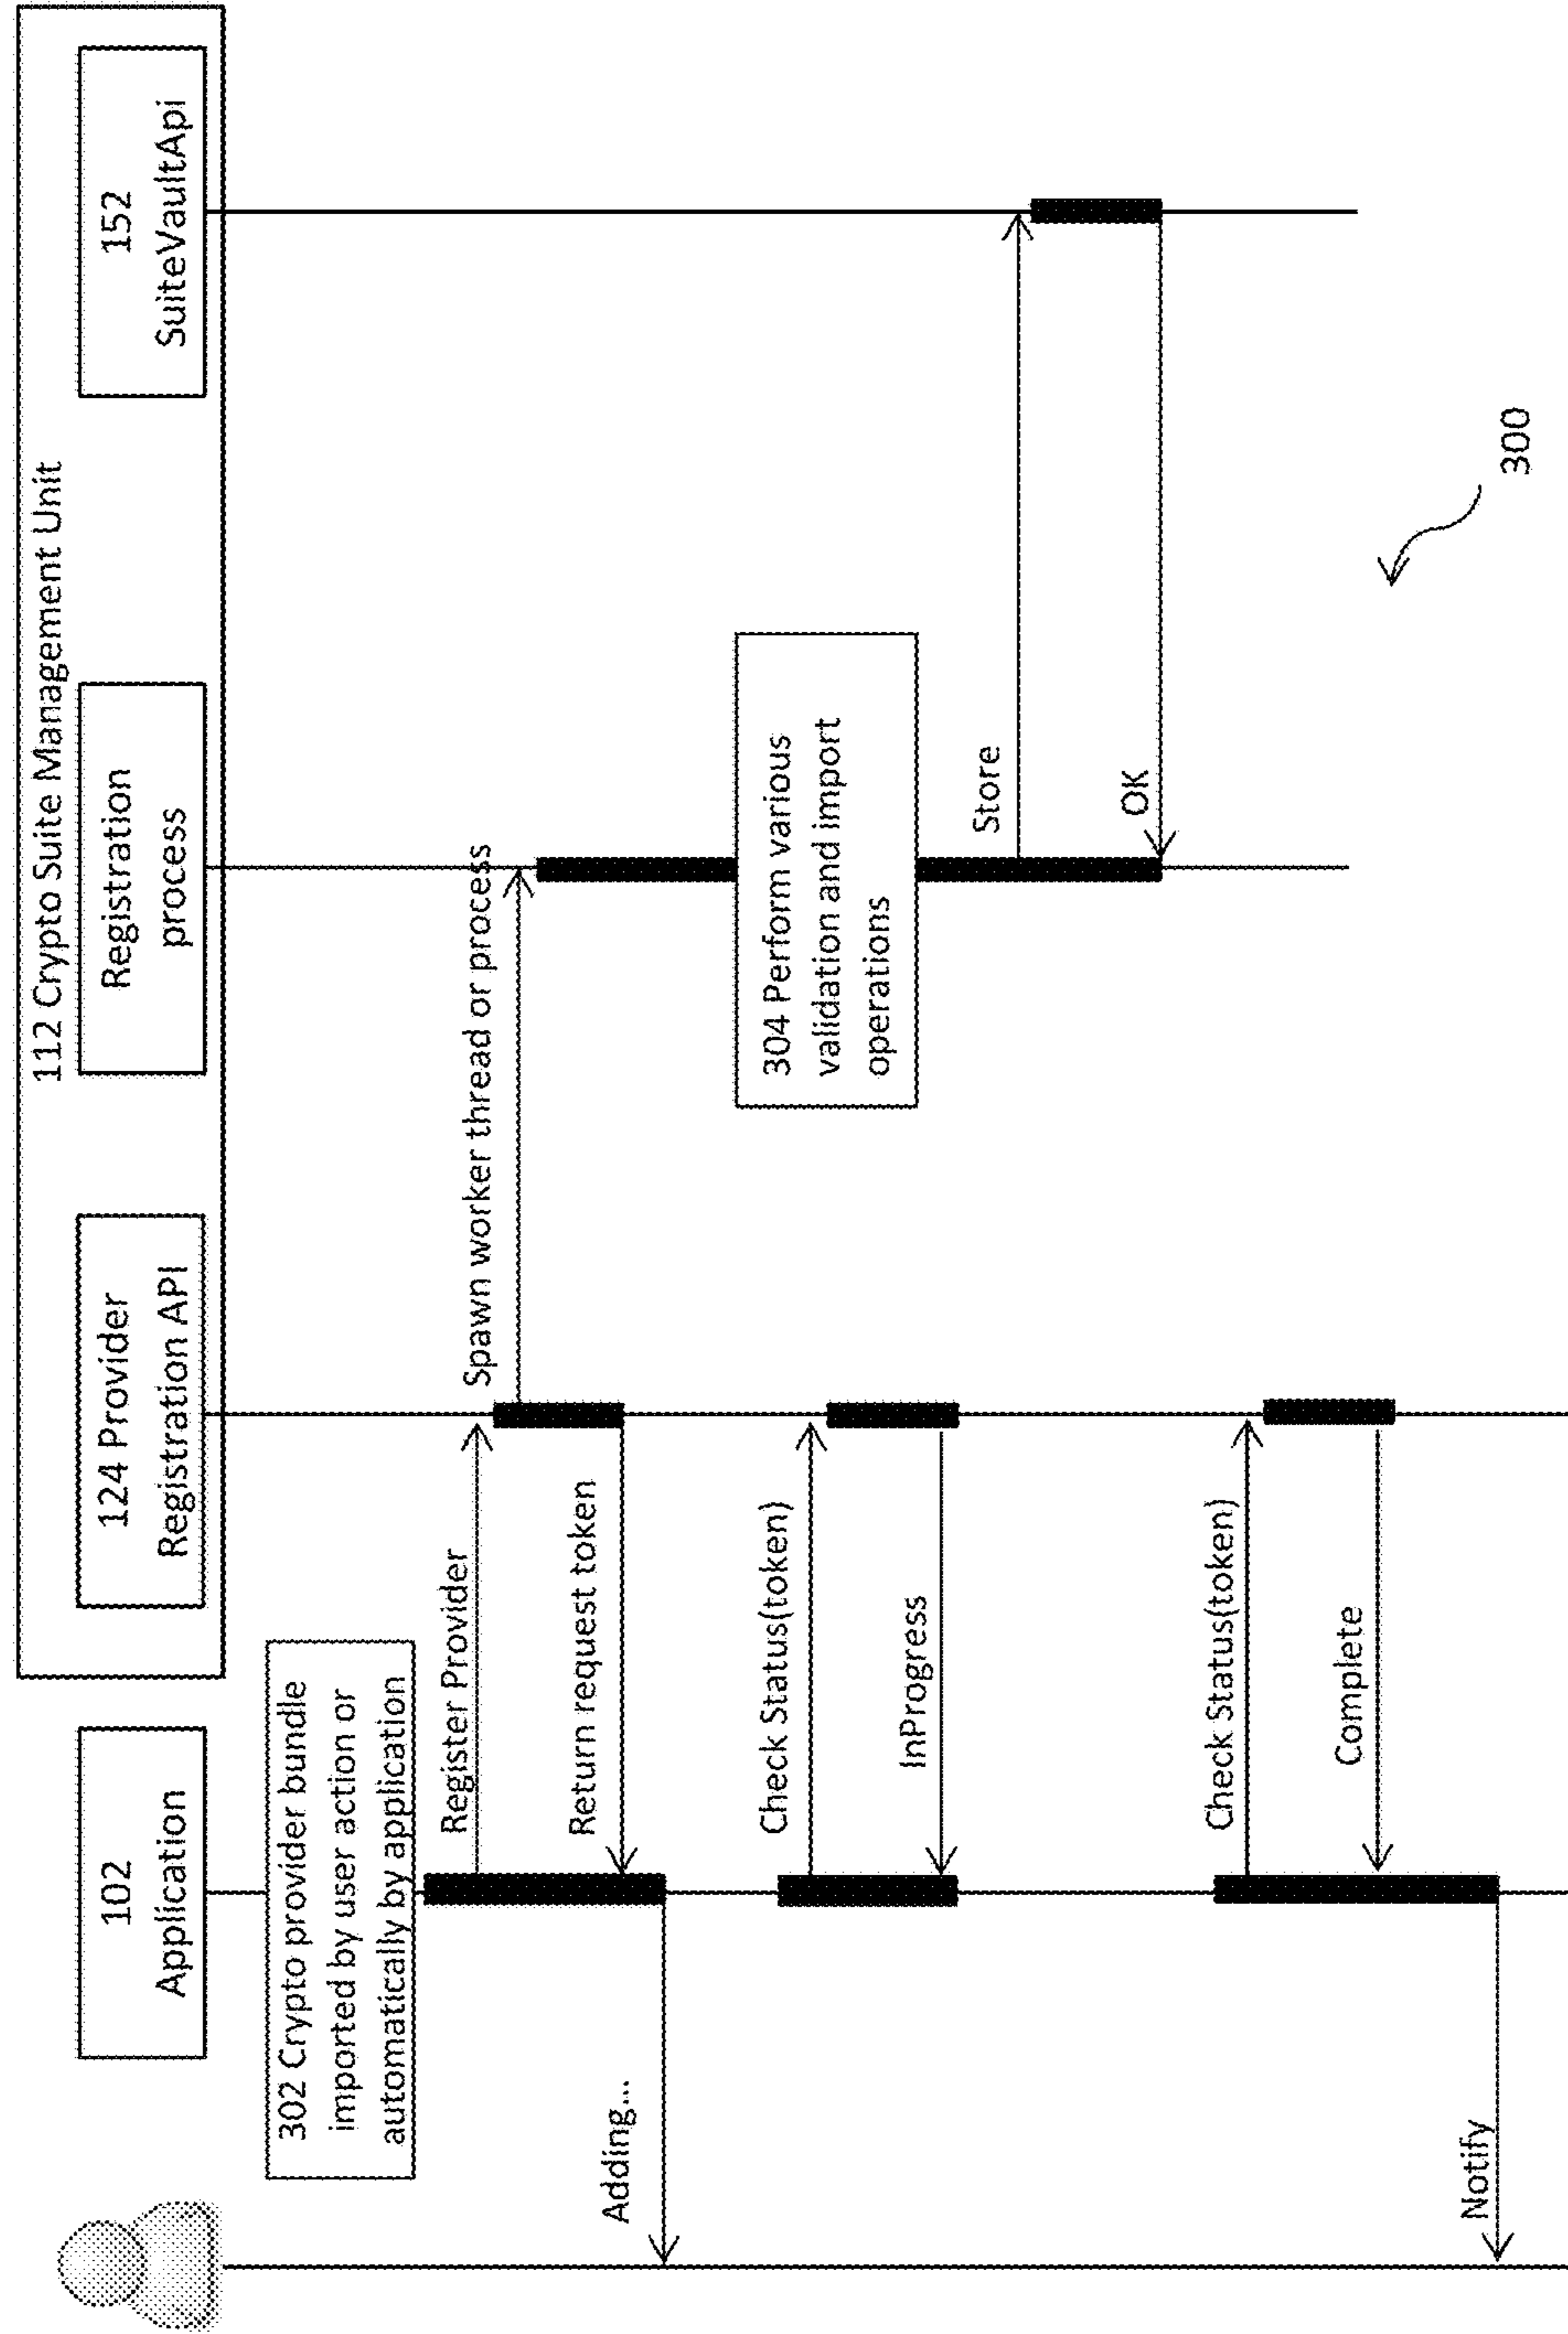 112 Crypto Suite Management Unit
102
Application
124 Provider
Registration API
Registration
process
152
SuiteVaultApi
302 Crypto provider bundle
imported by user action or
automatically by application
Register Provider
Spawn worker thread or process
Return request token
Adding...
304 Perform various
validation and import
operations
Check Status(token)
InProgress
Store
OK
Check Status(token)
Complete
Notify
300